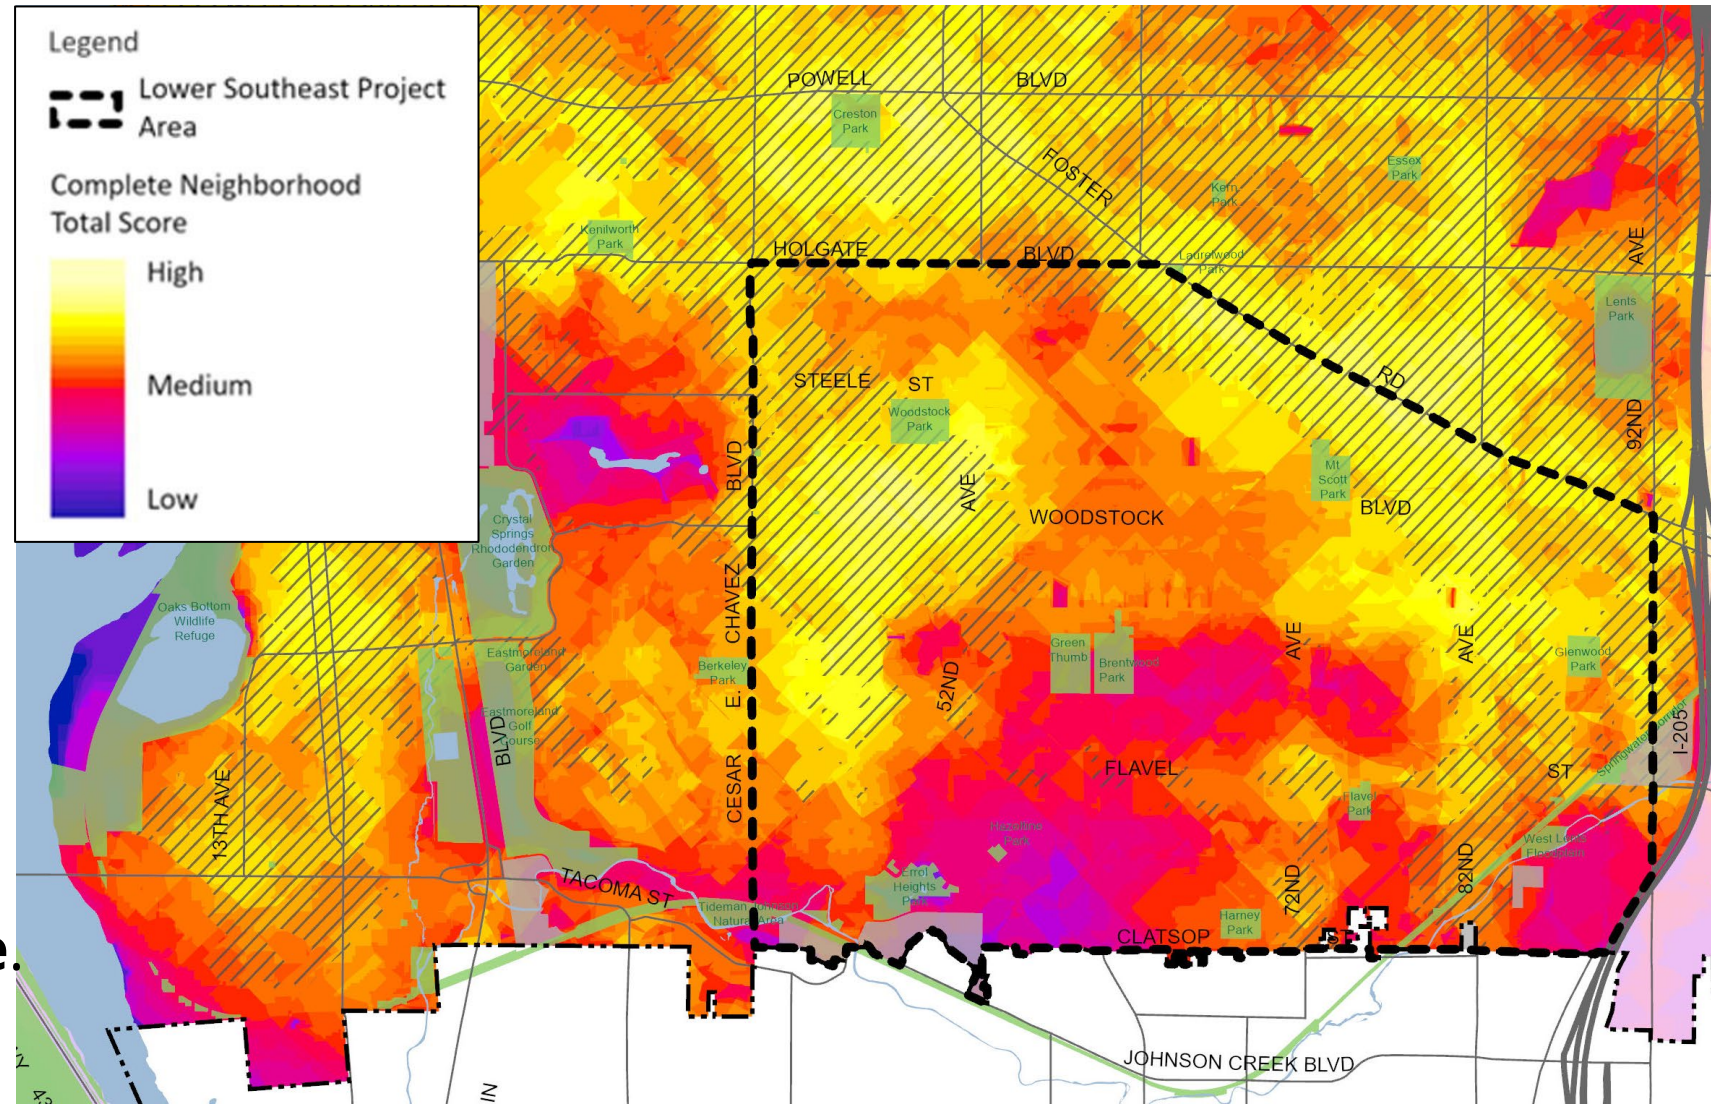 Legend
Lower Southeast Project
Area
Complete Neighborhood
Total Score
High
Medium
Low
POWELL
BLVD
Creston
Park
FOSTER
Essex
Park
Kern
Park
Kenilworth
Park
HOLGATE
BLVD
Laurelwood
Park
AVE
Lents
Park
STEELE
ST
RD
Woodstock
Park
92ND
BLVD
AVE
Mt
Scott
Park
WOODSTOCK
BLVD
Crystal
Springs
Rhododendron
Garden
Oaks Bottom
Wildlife
Refuge
CHAVEZ
Eastmoreland
Garden
Berkeley
Park
E.
52ND
Green
Thumb
Brentwood
Park
AVE
AVE
Glenwood
Park
Eastmoreland
Golf
Course
BLVD
Springwater Corridor
I-205
13TH AVE
CESAR
FLAVEL
ST
Flavel
Park
Hazeltine
Park
West Lents
Floodplain
TACOMA ST
Errol
Heights
Park
72ND
82ND
Tideman Johnson
Natural Area
Harney
Park
CLATSOP
e.
JOHNSON CREEK BLVD
IN
43